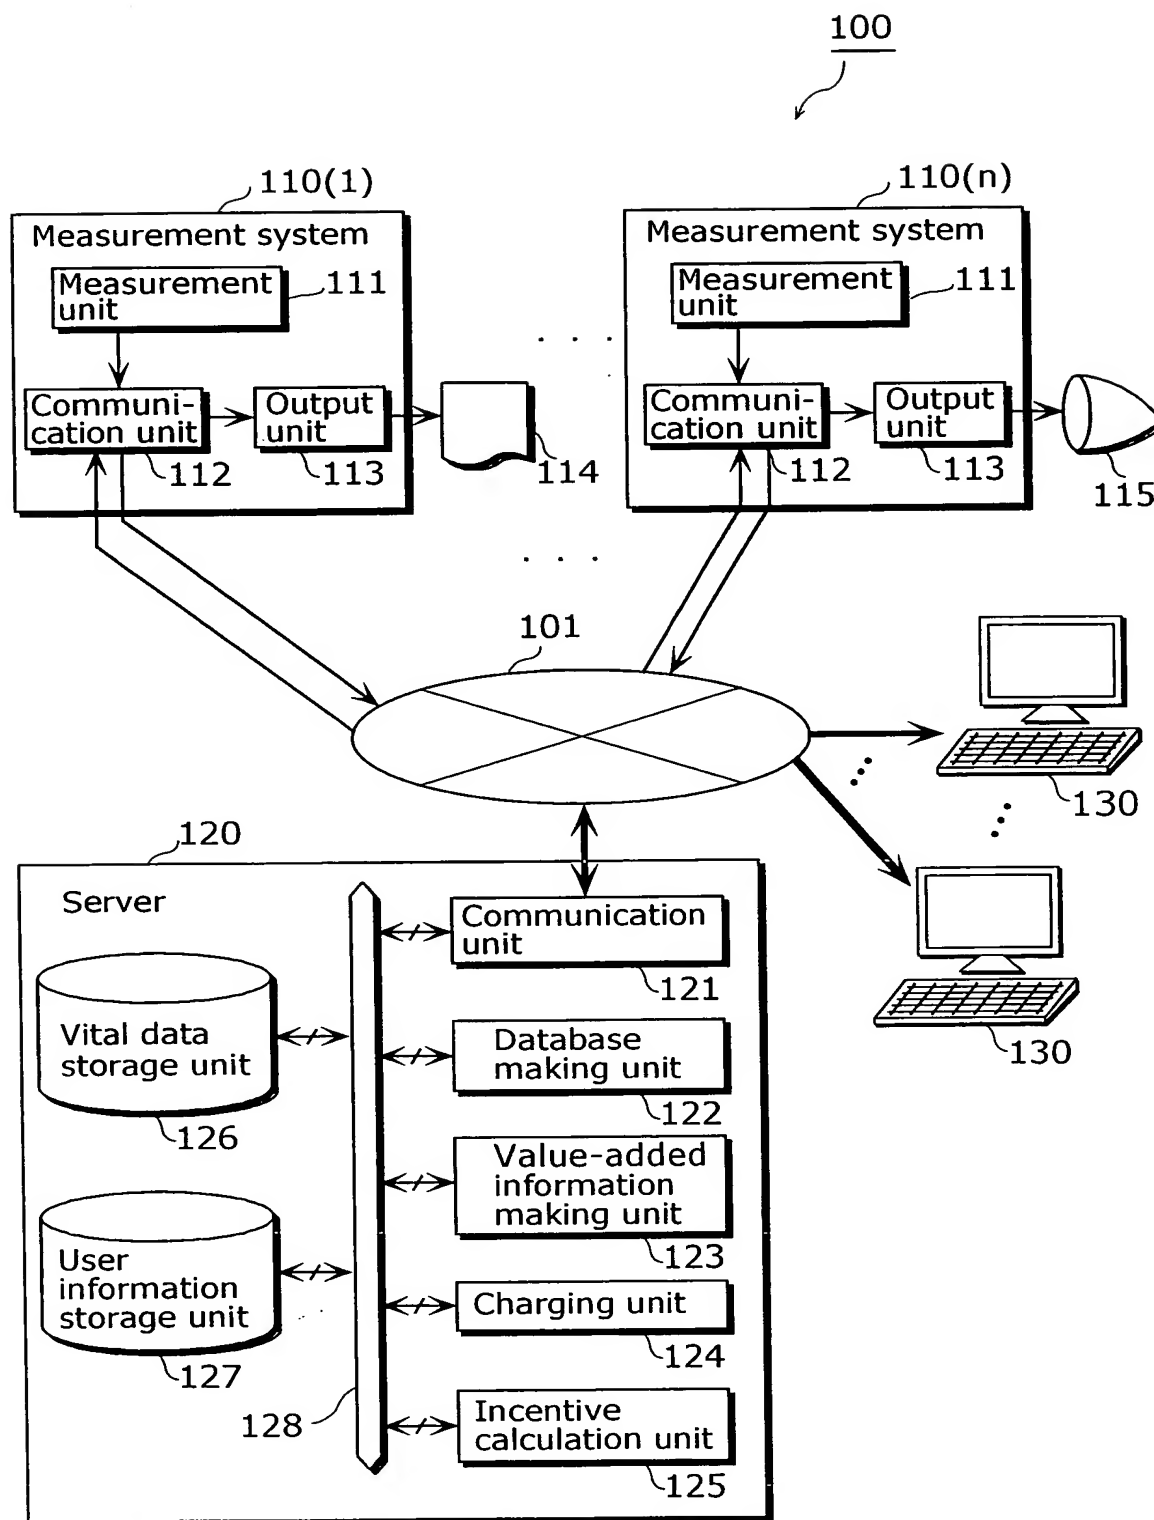 100
110(1)
Measurement system
Measurement
unit
111
Communi-
cation unit
112
Output
unit
113
114
110(n)
Measurement system
Measurement
unit
111
Communi-
cation unit
112
Output
unit
113
115
101
130
130
120
Server
Communication
unit
121
Vital data
storage unit
126
Database
making unit
122
Value-added
information
making unit
123
User
information
storage unit
127
Charging unit
124
128
Incentive
calculation unit
125